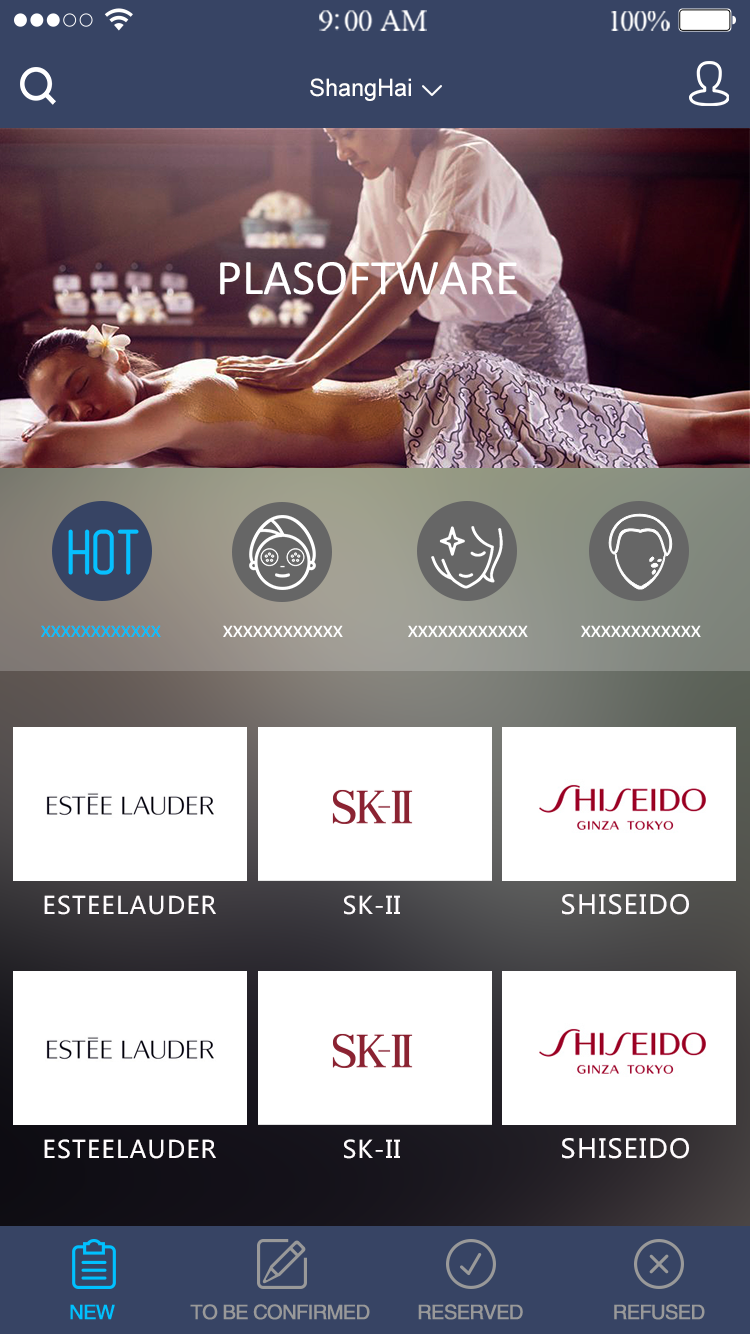 9:00 AM 100%
ShangHai
PLASOFTWARE
HOT
xxxxxxxxxxxx xxxxxxxxxxxx xxxxxxxxxxxx xxxxxxxxxxxx
ESTĒE LAUDER SK-II SHISEIDO
GINZA TOKYO
ESTEELAUDER SK-II SHISEIDO
ESTĒE LAUDER SK-II SHISEIDO
GINZA TOKYO
ESTEELAUDER SK-II SHISEIDO
NEW TO BE CONFIRMED RESERVED REFUSED